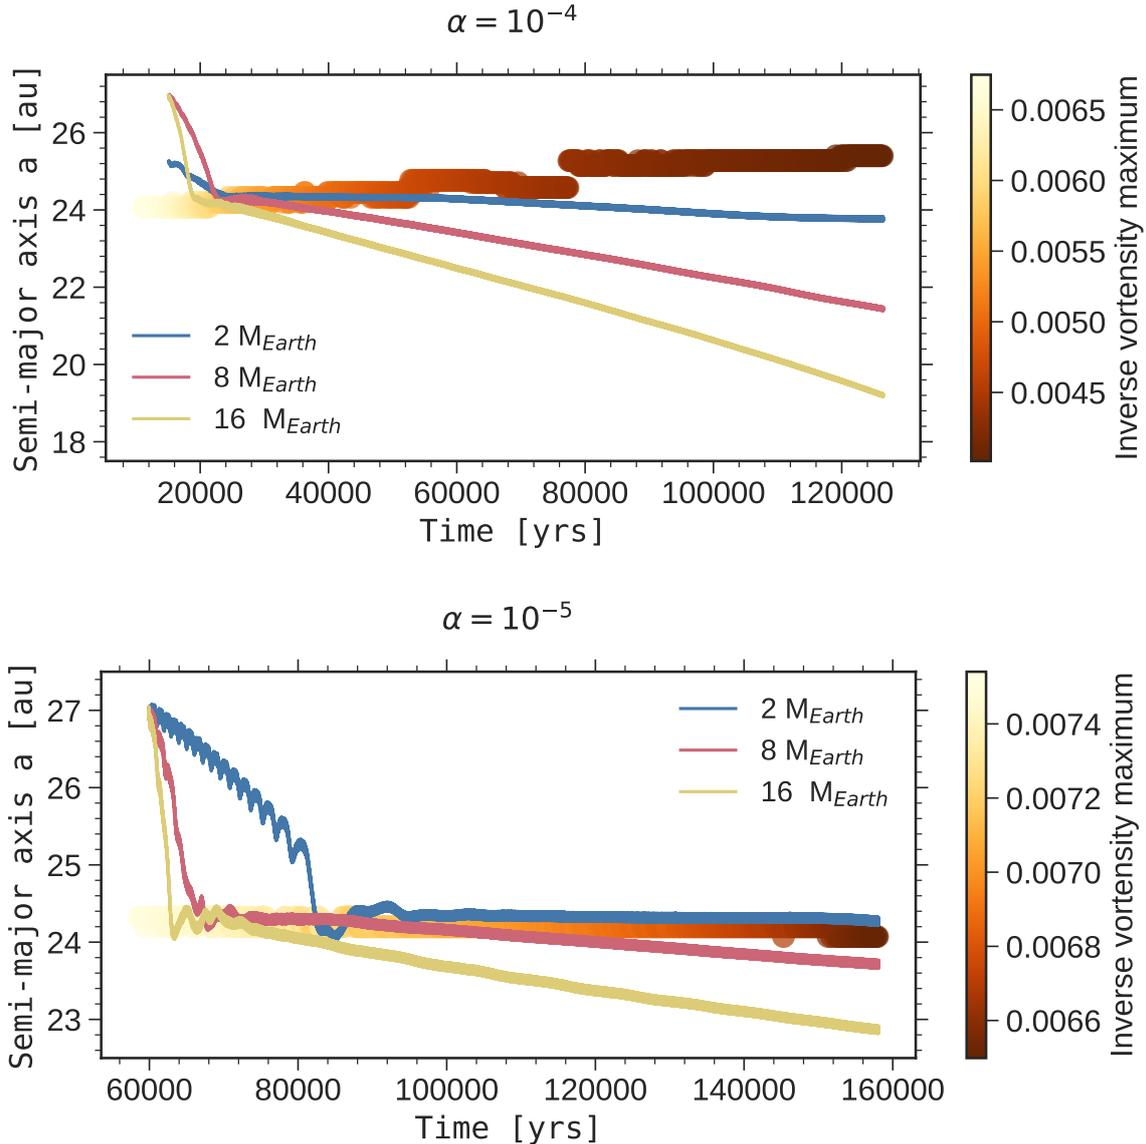 α = 10⁻⁴
Semi-major axis a [au]
26
24
22
20
18
2 M_Earth
8 M_Earth
16 M_Earth
20000 40000 60000 80000 100000 120000
Time [yrs]
0.0065
0.0060
0.0055
0.0050
0.0045
Inverse vortensity maximum
α = 10⁻⁵
Semi-major axis a [au]
27
26
25
24
23
2 M_Earth
8 M_Earth
16 M_Earth
60000 80000 100000 120000 140000 160000
Time [yrs]
0.0074
0.0072
0.0070
0.0068
0.0066
Inverse vortensity maximum